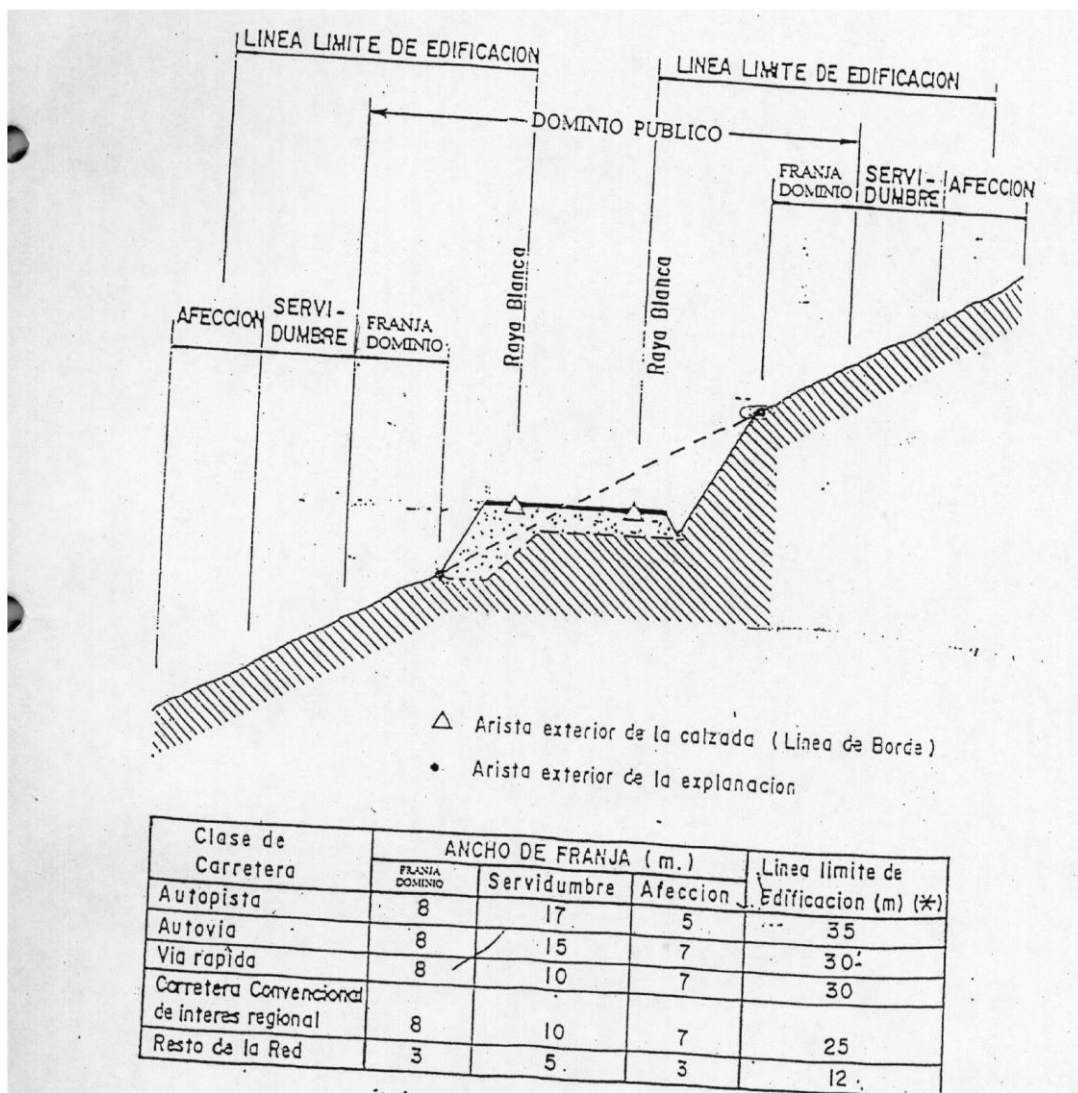 LINEA LIMITE DE EDIFICACION
LINEA LIMITE DE EDIFICACION
DOMINIO PUBLICO
FRANJA DOMINIO
SERVI-DUMBRE
AFECCION
Raya Blanca
Raya Blanca
AFECCION
SERVI-DUMBRE
FRANJA DOMINIO
△ Arista exterior de la calzada (Linea de Borde)
• Arista exterior de la explanacion
Clase de Carretera
ANCHO DE FRANJA (m.)
Linea limite de Edificacion (m) (*)
FRANJA DOMINIO Servidumbre Afeccion
Autopista 8 17 5 35
Autovia 8 15 7 30
Via rapida 8 10 7 30
Carretera Convencional de interes regional 8 10 7 25
Resto de la Red 3 5 3 12